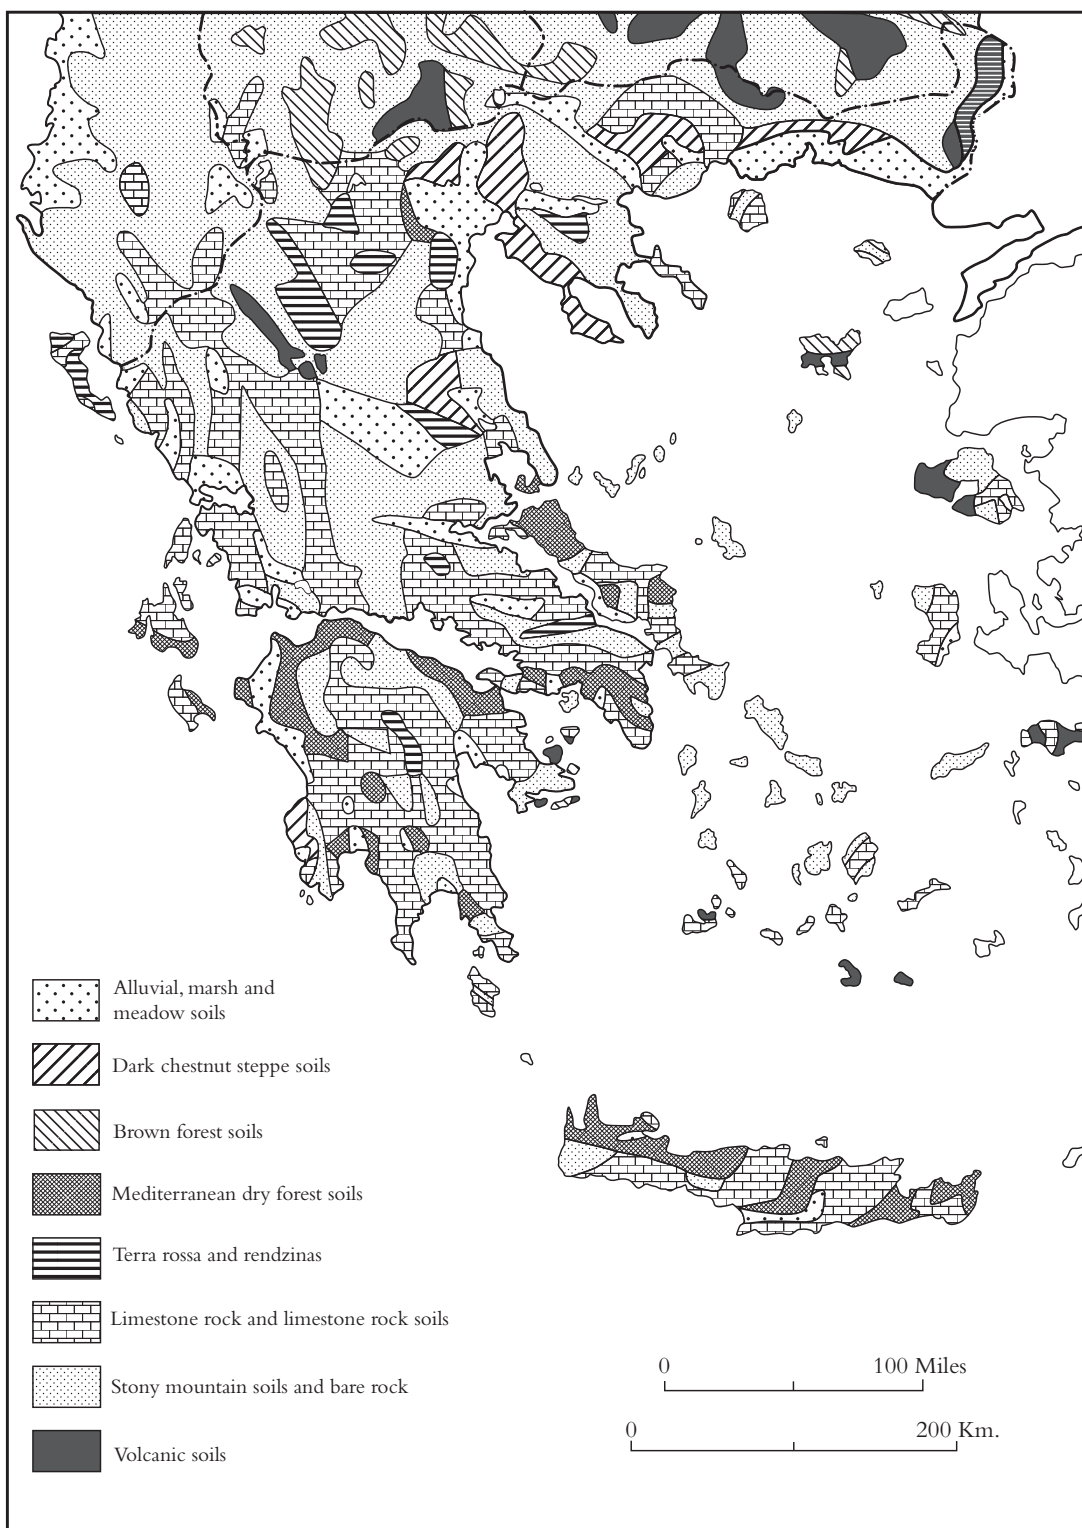 Alluvial, marsh and
meadow soils
Dark chestnut steppe soils
Brown forest soils
Mediterranean dry forest soils
Terra rossa and rendzinas
Limestone rock and limestone rock soils
Stony mountain soils and bare rock
Volcanic soils
0 100 Miles
0 200 Km.